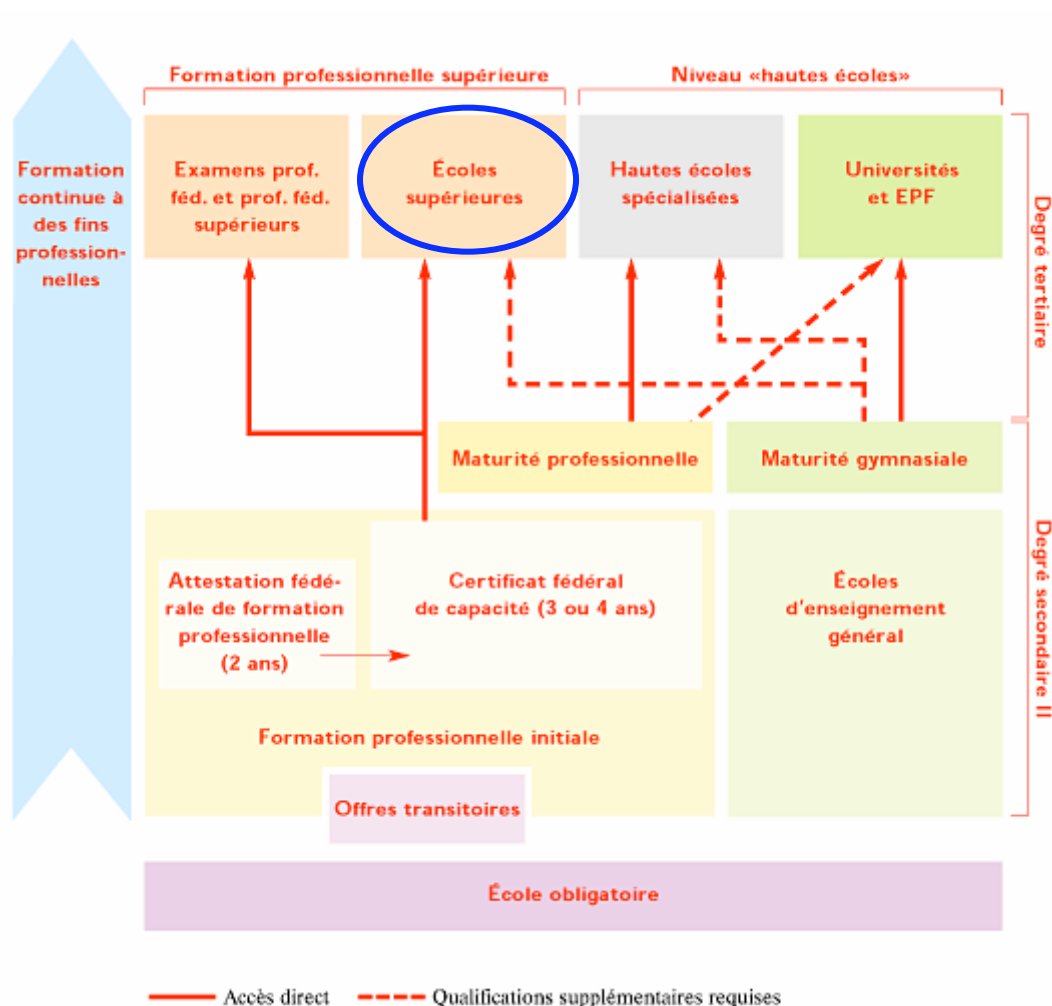 Formation professionnelle supérieure
Niveau «hautes écoles»
Formation
continue à
des fins
profession-
nelles
Examens prof.
féd. et prof. féd.
supérieurs
Écoles
supérieures
Hautes écoles
spécialisées
Universités
et EPF
Degré tertiaire
Maturité professionnelle
Maturité gymnasiale
Attestation fédé-
rale de formation
professionnelle
(2 ans)
Certificat fédéral
de capacité (3 ou 4 ans)
Écoles
d'enseignement
général
Degré secondaire II
Formation professionnelle initiale
Offres transitoires
École obligatoire
Accès direct
Qualifications supplémentaires requises